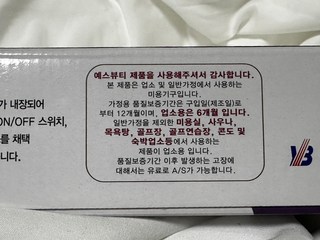 예스뷰티 제품을 사용해주셔서 감사합니다.
본 제품은 업소 및 일반가정에서 사용하는
미용기구입니다.
가정용 품질보증기간은 구입일(제조일)로
부터 12개월이며, 업소용은 6개월 입니다.
일반가정을 제외한 미용실, 사우나,
목욕탕, 골프장, 골프연습장, 콘도 및
숙박업소등에서 사용하는
제품이 업소용 입니다.
품질보증기간 이후 발생하는 고장에
대해서는 유료로 A/S가 가능합니다.
가 내장되어
ON/OFF 스위치,
를 채택
니다.
YB